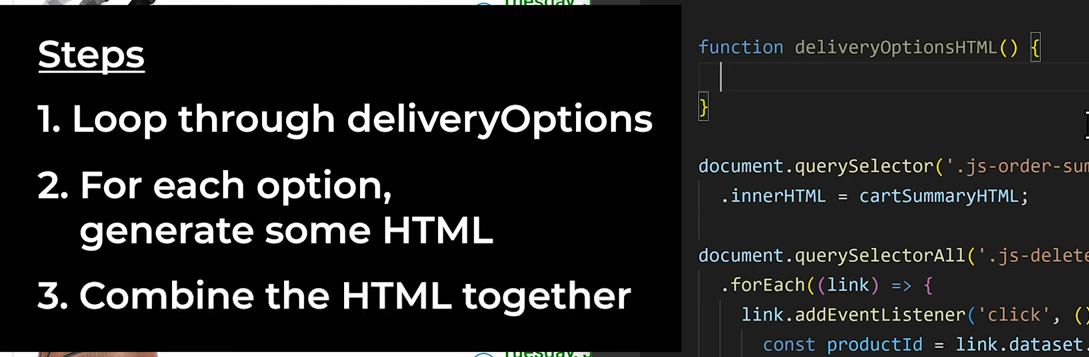 Tuesday, J
Steps
1. Loop through deliveryOptions
2. For each option,
generate some HTML
3. Combine the HTML together
Tuesday, J
function deliveryOptionsHTML() {
}
document.querySelector('.js-order-sum
.innerHTML = cartSummaryHTML;
document.querySelectorAll('.js-delete
.forEach((link) => {
link.addEventListener('click', ()
const productId = link.dataset.